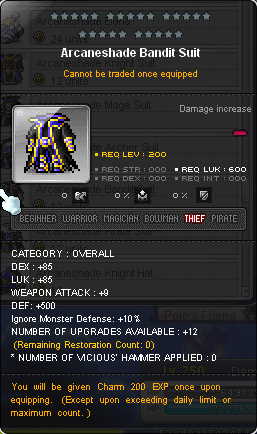 Arcaneshade Bandit Suit
Cannot be traded once equipped
Damage increase
REQ LEV : 200
REQ STR : 000 REQ LUK : 600
REQ DEX : 000 REQ INT : 000
0 0 0
BEGINNER WARRIOR MAGICIAN BOWMAN THIEF PIRATE
CATEGORY : OVERALL
DEX : +85
LUK : +85
WEAPON ATTACK : +9
DEF: +500
Ignore Monster Defense: +10%
NUMBER OF UPGRADES AVAILABLE : +12
(Remaining Restoration Count: 0)
* NUMBER OF VICIOUS' HAMMER APPLIED : 0
You will be given Charm 200 EXP once upon
equipping. (Except upon exceeding daily limit or
maximum count. )